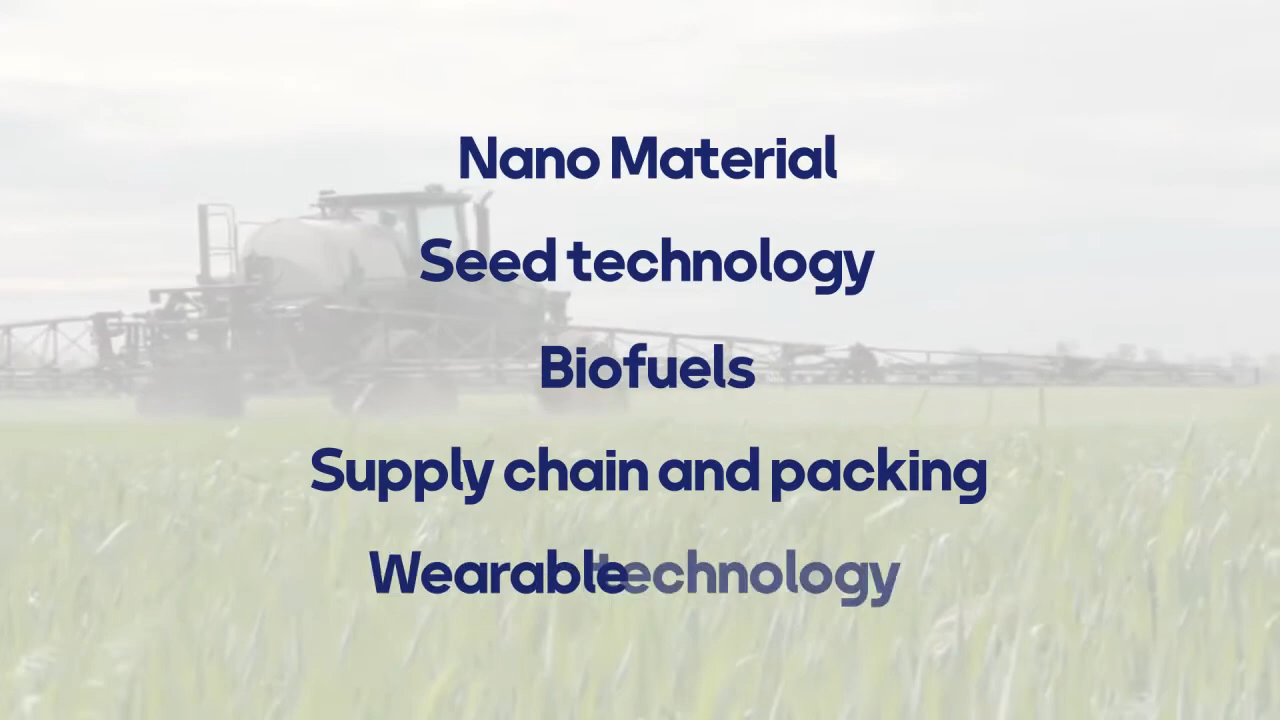 Nano Material
Seed technology
Biofuels
Supply chain and packing
Wearable technology